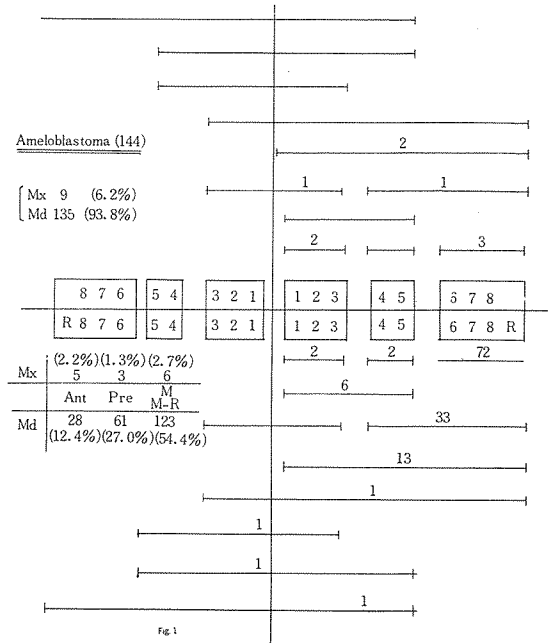 2
Ameloblastoma (144)
1 1
Mx 9 (6.2%)
Md 135 (93.8%)
2 3
8 7 6 5 4 3 2 1 1 2 3 4 5 6 7 8
R 8 7 6 5 4 3 2 1 1 2 3 4 5 6 7 8 R
2 2 72
(2.2%) (1.3%) (2.7%)
Mx 5 3 6
6
Ant Pre M
M-R
Md 28 61 123
33
(12.4%) (27.0%) (54.4%)
13
1
1
1
1
Fig. 1